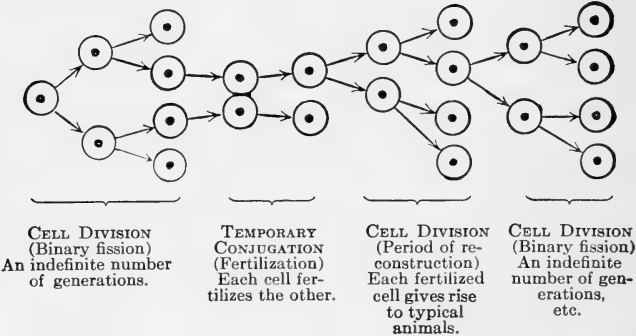 CELL DIVISION
(Binary fission)
An indefinite number
of generations.
TEMPORARY
CONJUGATION
(Fertilization)
Each cell fer-
tilizes the other.
CELL DIVISION
(Period of re-
construction)
Each fertilized
cell gives rise
to typical
animals.
CELL DIVISION
(Binary fission)
An indefinite
number of gen-
erations,
etc.